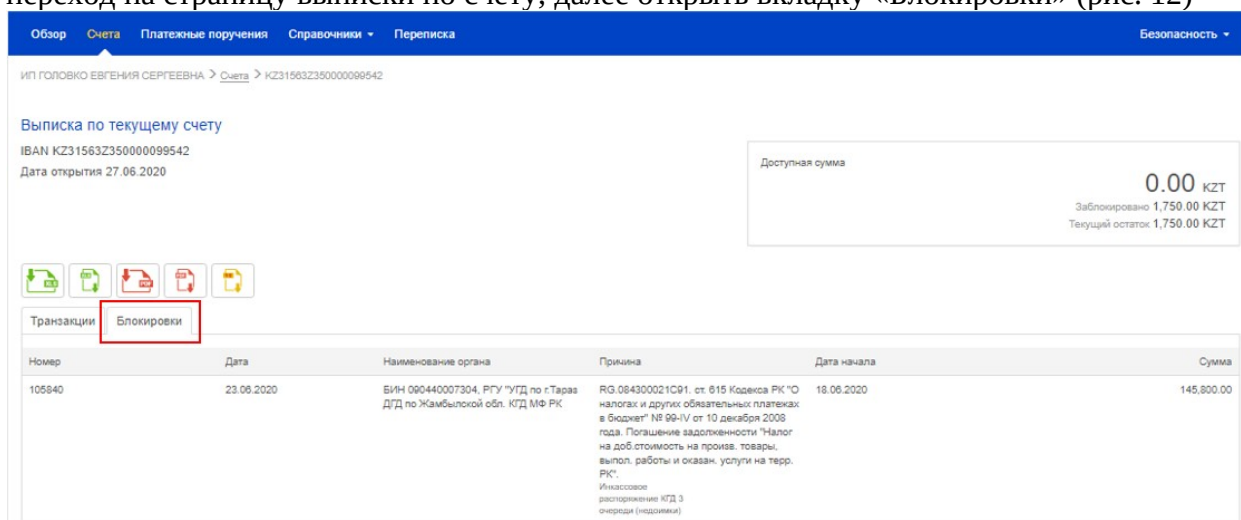 переход на страницу выписки по счету, далее открыть вкладку «Блокировки» (рис. 12)
Обзор Счета Платежные поручения Справочники Переписка Безопасность
ИП ГОЛОВКО ЕВГЕНИЯ СЕРГЕЕВНА > Счета > KZ31563Z350000099542
Выписка по текущему счету
IBAN KZ31563Z350000099542
Дата открытия 27.06.2020
Доступная сумма
0.00 KZT
Заблокировано 1,750.00 KZT
Текущий остаток 1,750.00 KZT
Транзакции Блокировки
Номер Дата Наименование органа Причина Дата начала Сумма
105840 23.06.2020 БИН 090440007304, РГУ "УГД по г.Тараз RG.084300021C91. ст. 615 Кодекса РК "О 18.06.2020 145,800.00
ДГД по Жамбылской обл. КГД МФ РК налогах и других обязательных платежах
в бюджет" № 99-IV от 10 декабря 2008
года. Погашение задолженности "Налог
на доб.стоимость на произв. товары,
выпол. работы и оказан. услуги на терр.
РК".
Инкассовое
распоряжение КГД 3
очереди (недоимки)